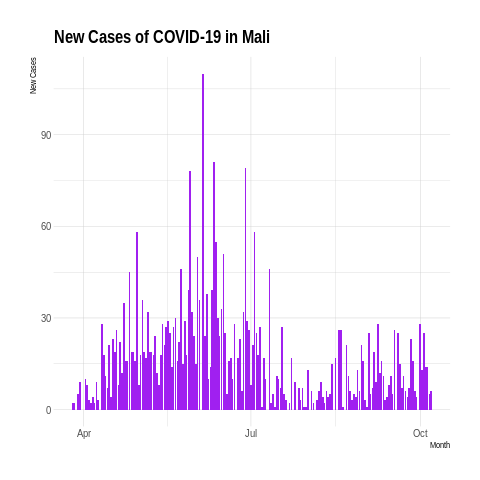 New Cases of COVID-19 in Mali
New Cases
90
60
30
0
Apr
Jul
Oct
Month